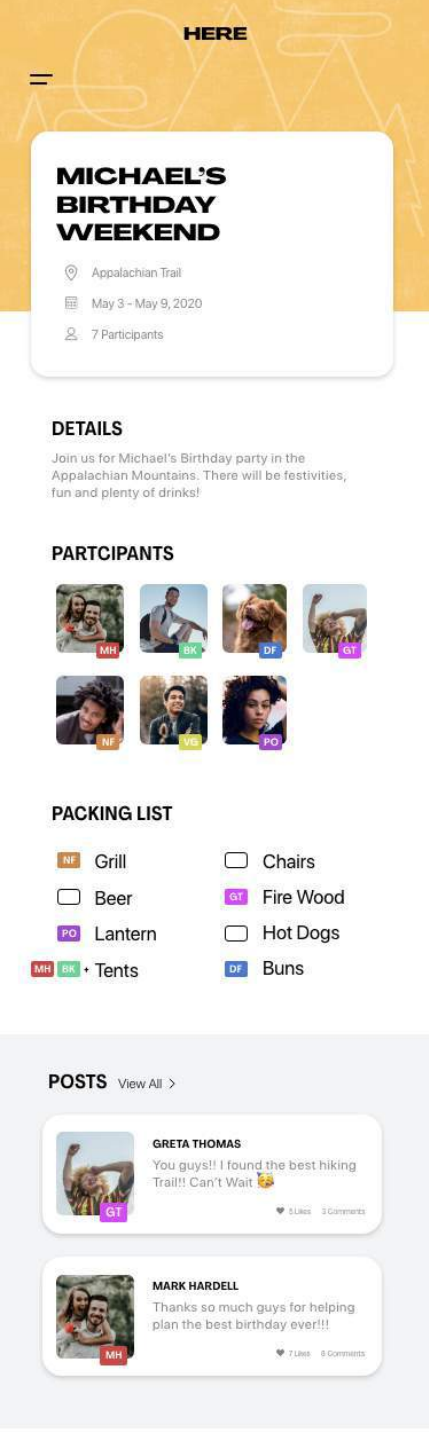 HERE
MICHAEL'S
BIRTHDAY
WEEKEND
Appalachian Trail
May 3 - May 9, 2020
7 Participants
DETAILS
Join us for Michael's Birthday party in the
Appalachian Mountains. There will be festivities,
fun and plenty of drinks!
PARTCIPANTS
MH BK DF GT
NF VG PO
PACKING LIST
NF Grill
Beer
PO Lantern
MH BK + Tents
Chairs
GT Fire Wood
Hot Dogs
DF Buns
POSTS View All >
GRETA THOMAS
You guys!! I found the best hiking
Trail!! Can't Wait 🥳
GT
5 Likes 3 Comments
MARK HARDELL
Thanks so much guys for helping
plan the best birthday ever!!!
MH
7 Likes 6 Comments